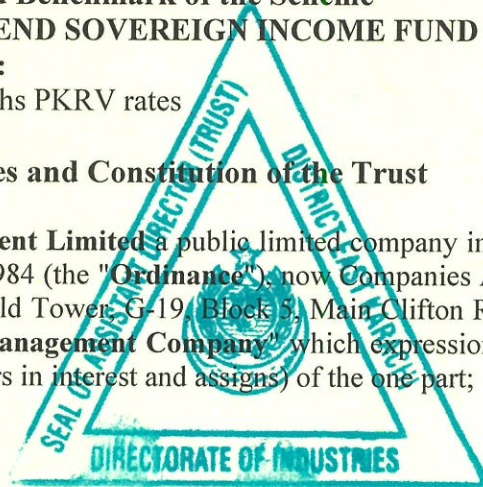 d Benchmark of the Scheme
END SOVEREIGN INCOME FUND
:
hs PKRV rates
es and Constitution of the Trust
ent Limited a public limited company in
984 (the "Ordinance"), now Companies A
ld Tower, G-19, Block 5, Main Clifton R
anagement Company" which expression
rs in interest and assigns) of the one part;
SEAL OF ASSISTANT DIRECTOR (TRUST)
DISTRICT EAST KARACHI
DIRECTORATE OF INDUSTRIES